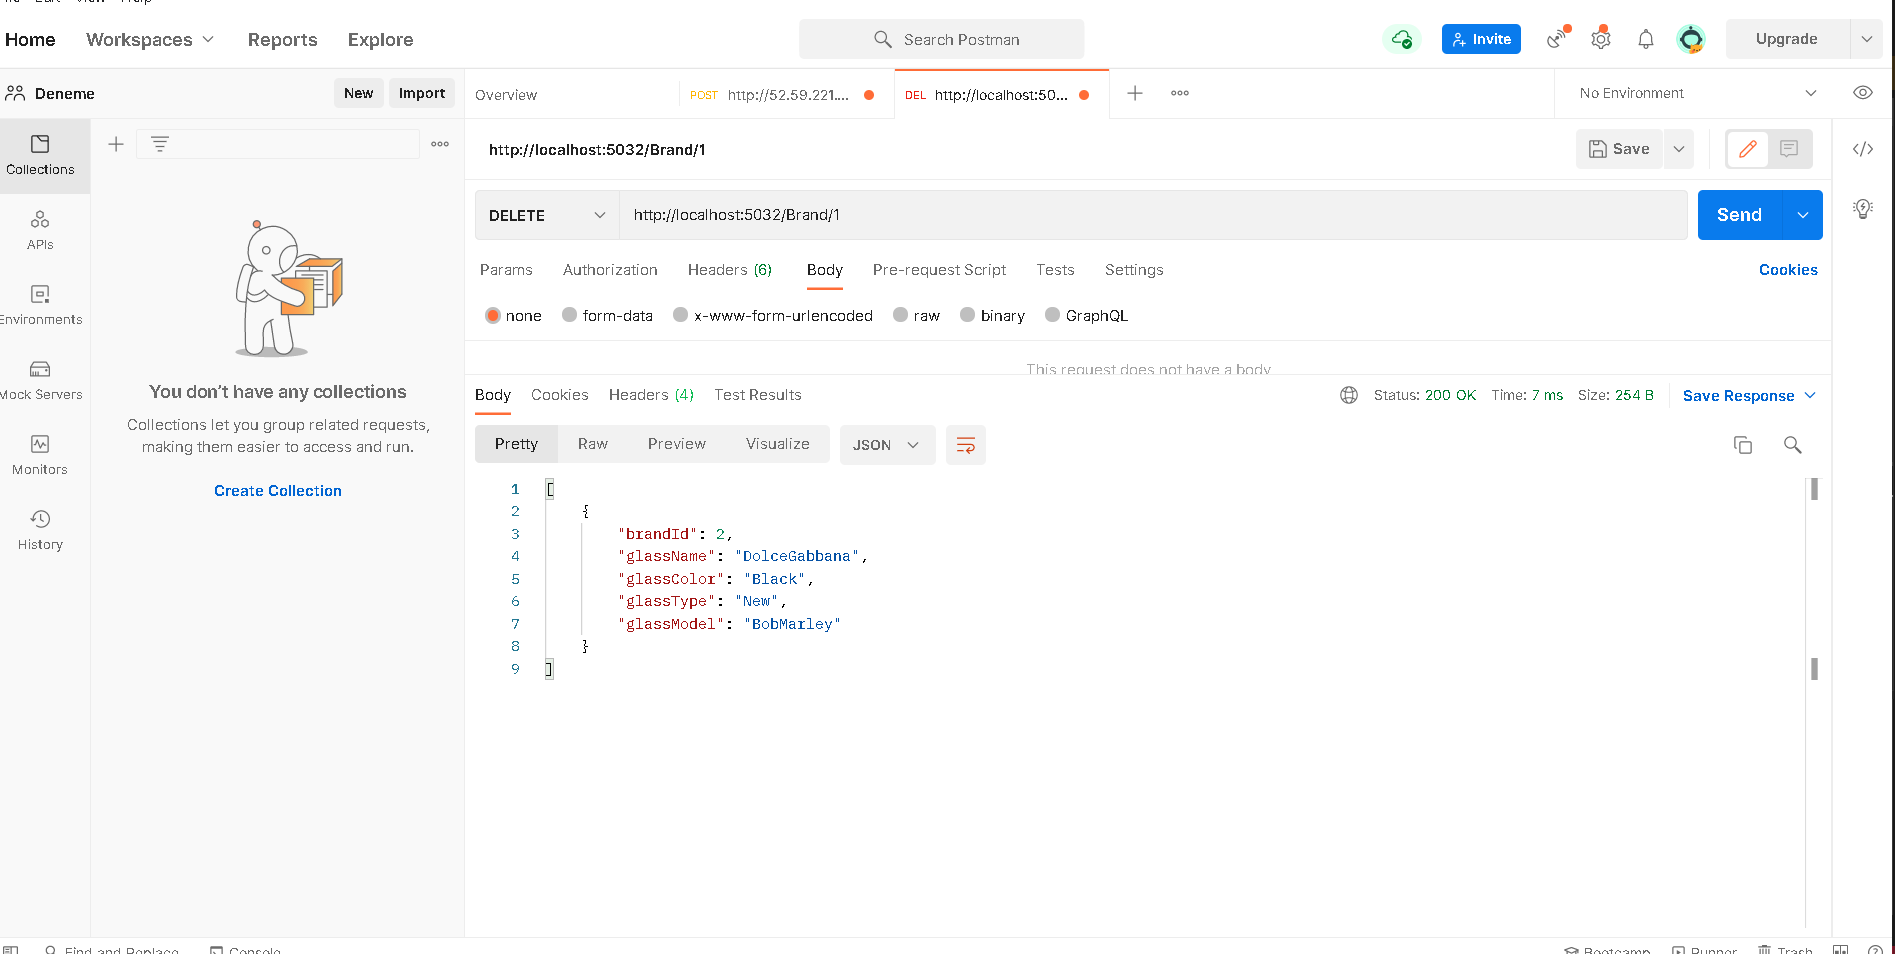 Home Workspaces Reports Explore Search Postman Invite Upgrade
Deneme New Import Overview POST http://52.59.221.... DEL http://localhost:50... No Environment
http://localhost:5032/Brand/1 Save
Collections
DELETE http://localhost:5032/Brand/1 Send
APIs
Params Authorization Headers (6) Body Pre-request Script Tests Settings Cookies
Environments
none form-data x-www-form-urlencoded raw binary GraphQL
This request does not have a body
Mock Servers
You don't have any collections
Collections let you group related requests,
making them easier to access and run.
Create Collection
Monitors
History
Body Cookies Headers (4) Test Results Status: 200 OK Time: 7 ms Size: 254 B Save Response
Pretty Raw Preview Visualize JSON
1 [
2 {
3 "brandId": 2,
4 "glassName": "DolceGabbana",
5 "glassColor": "Black",
6 "glassType": "New",
7 "glassModel": "BobMarley"
8 }
9 ]
Find and Replace Console Bootcamp Runner Trash